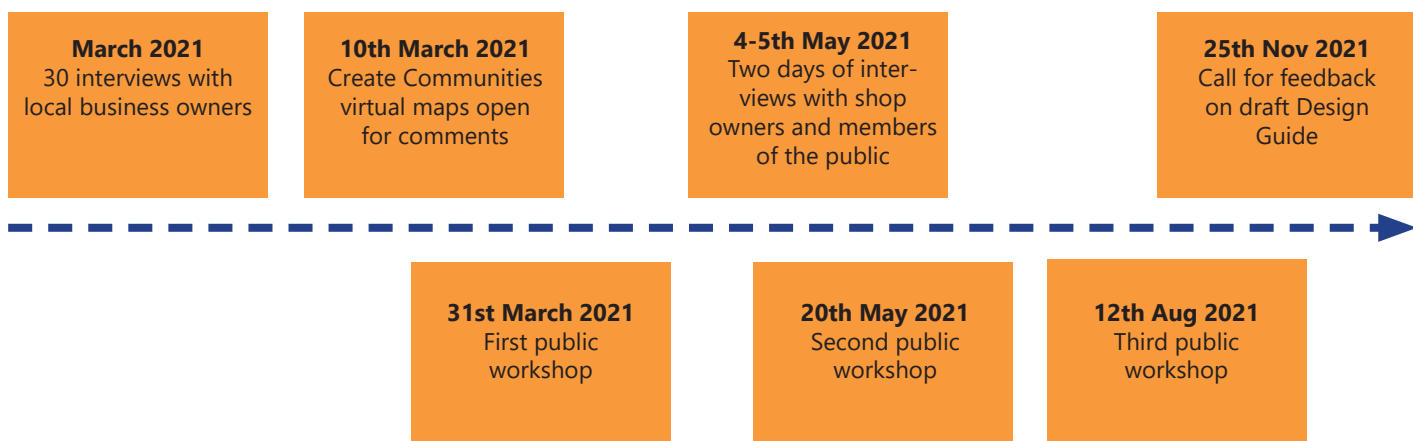 March 2021
30 interviews with
local business owners
10th March 2021
Create Communities
virtual maps open
for comments
4-5th May 2021
Two days of inter-
views with shop
owners and members
of the public
25th Nov 2021
Call for feedback
on draft Design
Guide
31st March 2021
First public
workshop
20th May 2021
Second public
workshop
12th Aug 2021
Third public
workshop